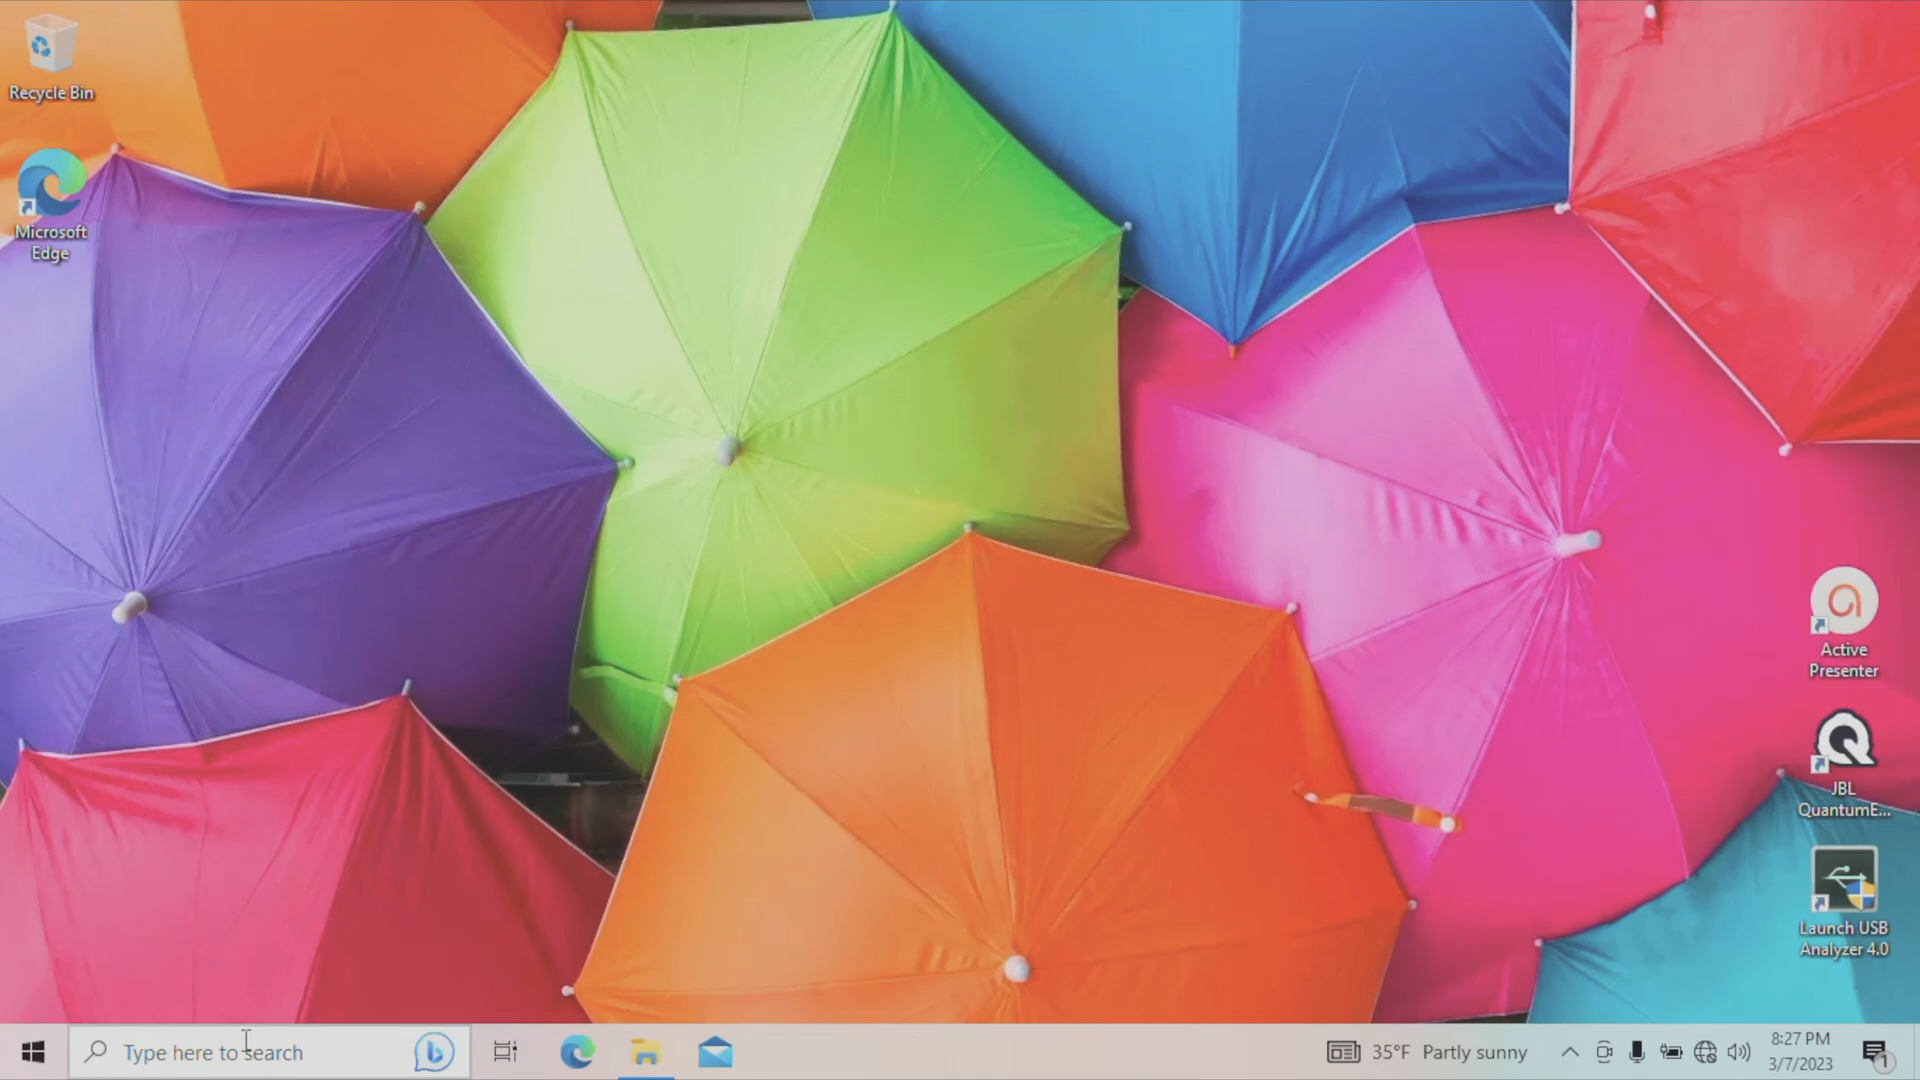 Recycle Bin
Microsoft
Edge
Active
Presenter
JBL
QuantumE...
Launch USB
Analyzer 4.0
Type here to search
35°F Partly sunny
8:27 PM
3/7/2023
1